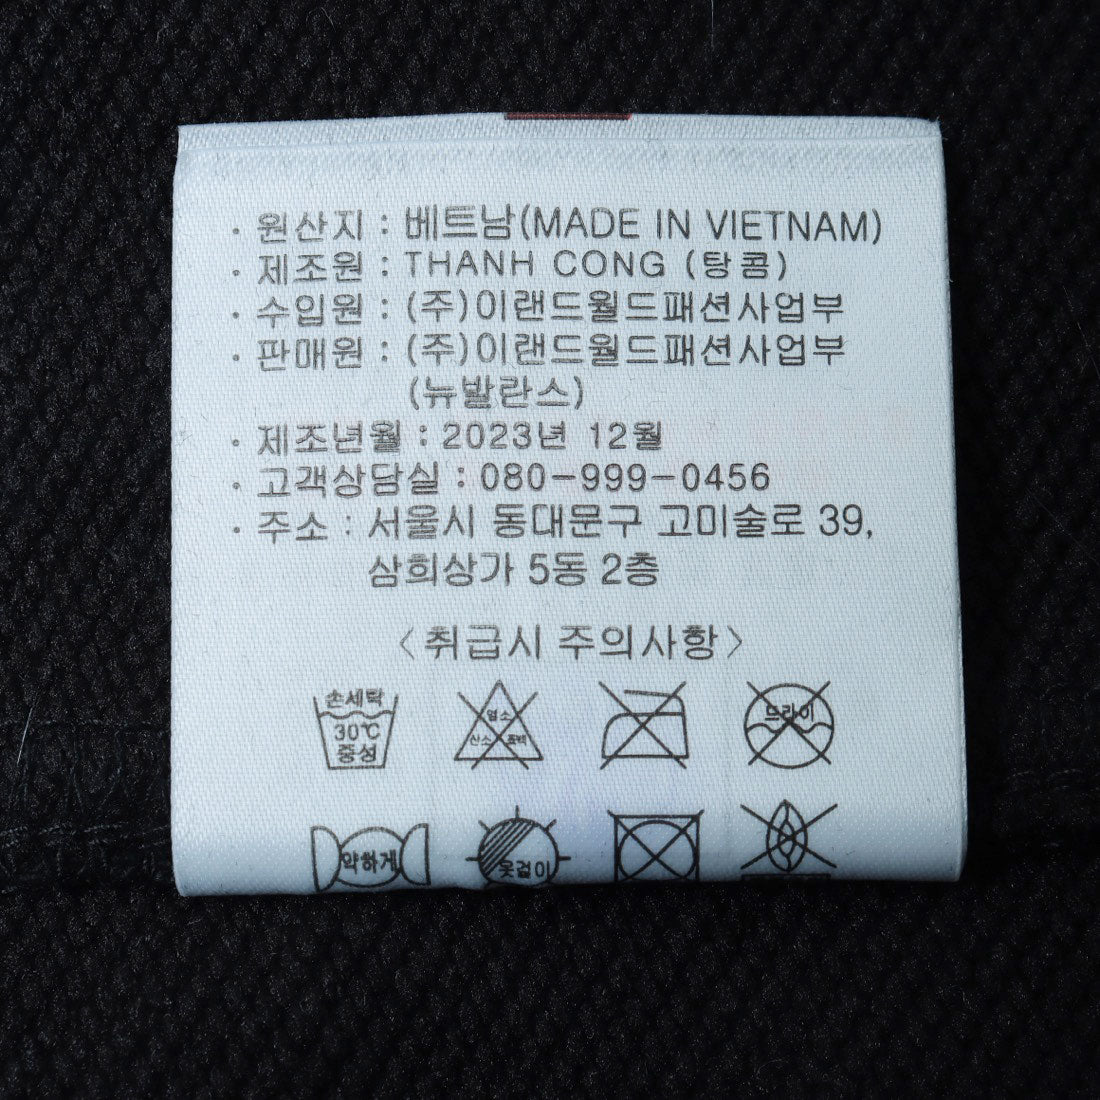 · 원산지 : 베트남(MADE IN VIETNAM)
· 제조원 : THANH CONG (탕콤)
· 수입원 : (주)이랜드월드패션사업부
· 판매원 : (주)이랜드월드패션사업부
(뉴발란스)
· 제조년월 : 2023년 12월
· 고객상담실 : 080-999-0456
· 주소 : 서울시 동대문구 고미술로 39,
삼희상가 5동 2층
<취급시 주의사항>
손세탁
30℃
중성
염소
산소 표백
드라이
약하게
옷걸이